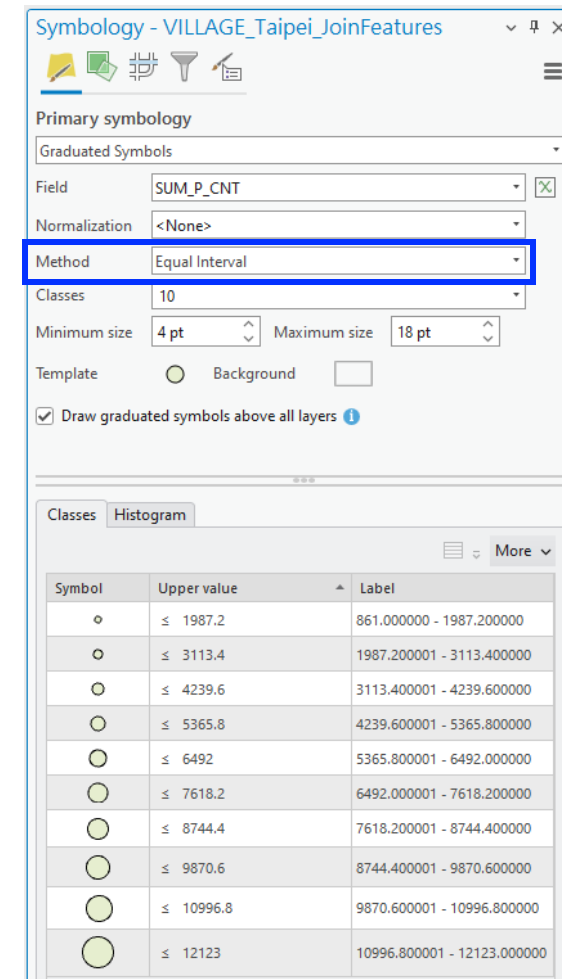 Symbology - VILLAGE_Taipei_JoinFeatures
Primary symbology
Graduated Symbols
Field SUM_P_CNT
Normalization <None>
Method Equal Interval
Classes 10
Minimum size 4 pt Maximum size 18 pt
Template Background
Draw graduated symbols above all layers
Classes Histogram
More
Symbol Upper value Label
≤ 1987.2 861.000000 - 1987.200000
≤ 3113.4 1987.200001 - 3113.400000
≤ 4239.6 3113.400001 - 4239.600000
≤ 5365.8 4239.600001 - 5365.800000
≤ 6492 5365.800001 - 6492.000000
≤ 7618.2 6492.000001 - 7618.200000
≤ 8744.4 7618.200001 - 8744.400000
≤ 9870.6 8744.400001 - 9870.600000
≤ 10996.8 9870.600001 - 10996.800000
≤ 12123 10996.800001 - 12123.000000